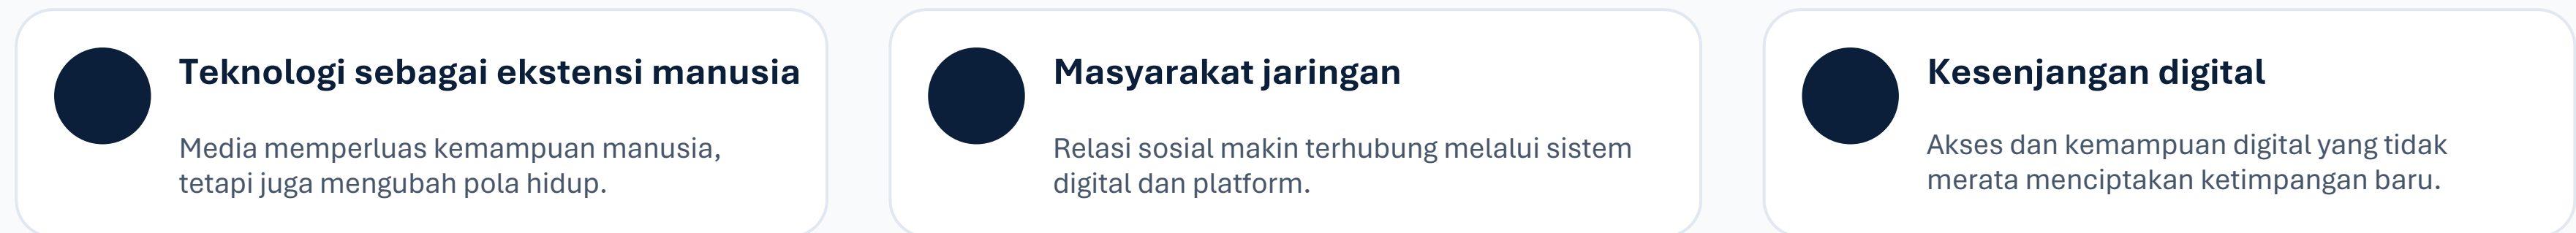 Teknologi sebagai ekstensi manusia
Media memperluas kemampuan manusia,
tetapi juga mengubah pola hidup.
Masyarakat jaringan
Relasi sosial makin terhubung melalui sistem
digital dan platform.
Kesenjangan digital
Akses dan kemampuan digital yang tidak
merata menciptakan ketimpangan baru.